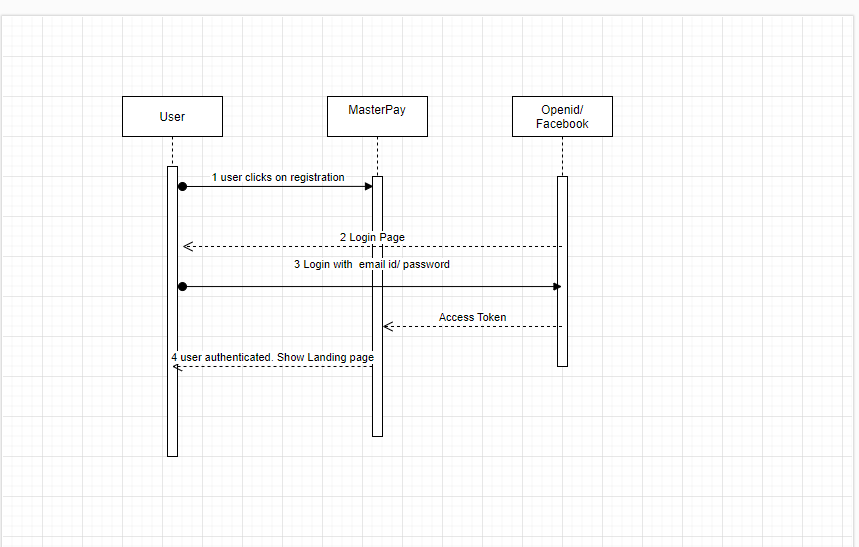 User
MasterPay
Openid/
Facebook
1 user clicks on registration
2 Login Page
3 Login with  email id/ password
Access Token
4 user authenticated. Show Landing page